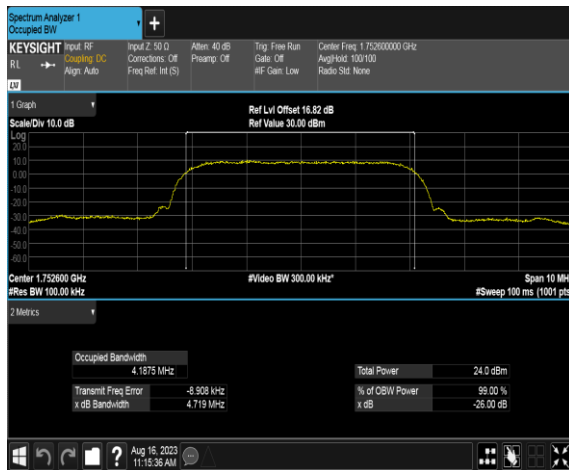 Spectrum Analyzer 1
Occupied BW
+
KEYSIGHT
RL
LXI
Input: RF
Coupling: DC
Align: Auto
Input Z: 50 Ω
Corrections: Off
Freq Ref: Int (S)
Atten: 40 dB
Preamp: Off
Trig: Free Run
Gate: Off
#IF Gain: Low
Center Freq: 1.752600000 GHz
Avg|Hold: 100/100
Radio Std: None
1 Graph
Scale/Div 10.0 dB
Ref Lvl Offset 16.82 dB
Ref Value 30.00 dBm
Log
20.0
10.0
0.00
-10.0
-20.0
-30.0
-40.0
-50.0
-60.0
Center 1.752600 GHz
#Res BW 100.00 kHz
#Video BW 300.00 kHz*
Span 10 MH
#Sweep 100 ms (1001 pts
2 Metrics
Occupied Bandwidth
4.1875 MHz
Transmit Freq Error -8.908 kHz
x dB Bandwidth 4.719 MHz
Total Power 24.0 dBm
% of OBW Power 99.00 %
x dB -26.00 dB
?
Aug 16, 2023
11:15:36 AM